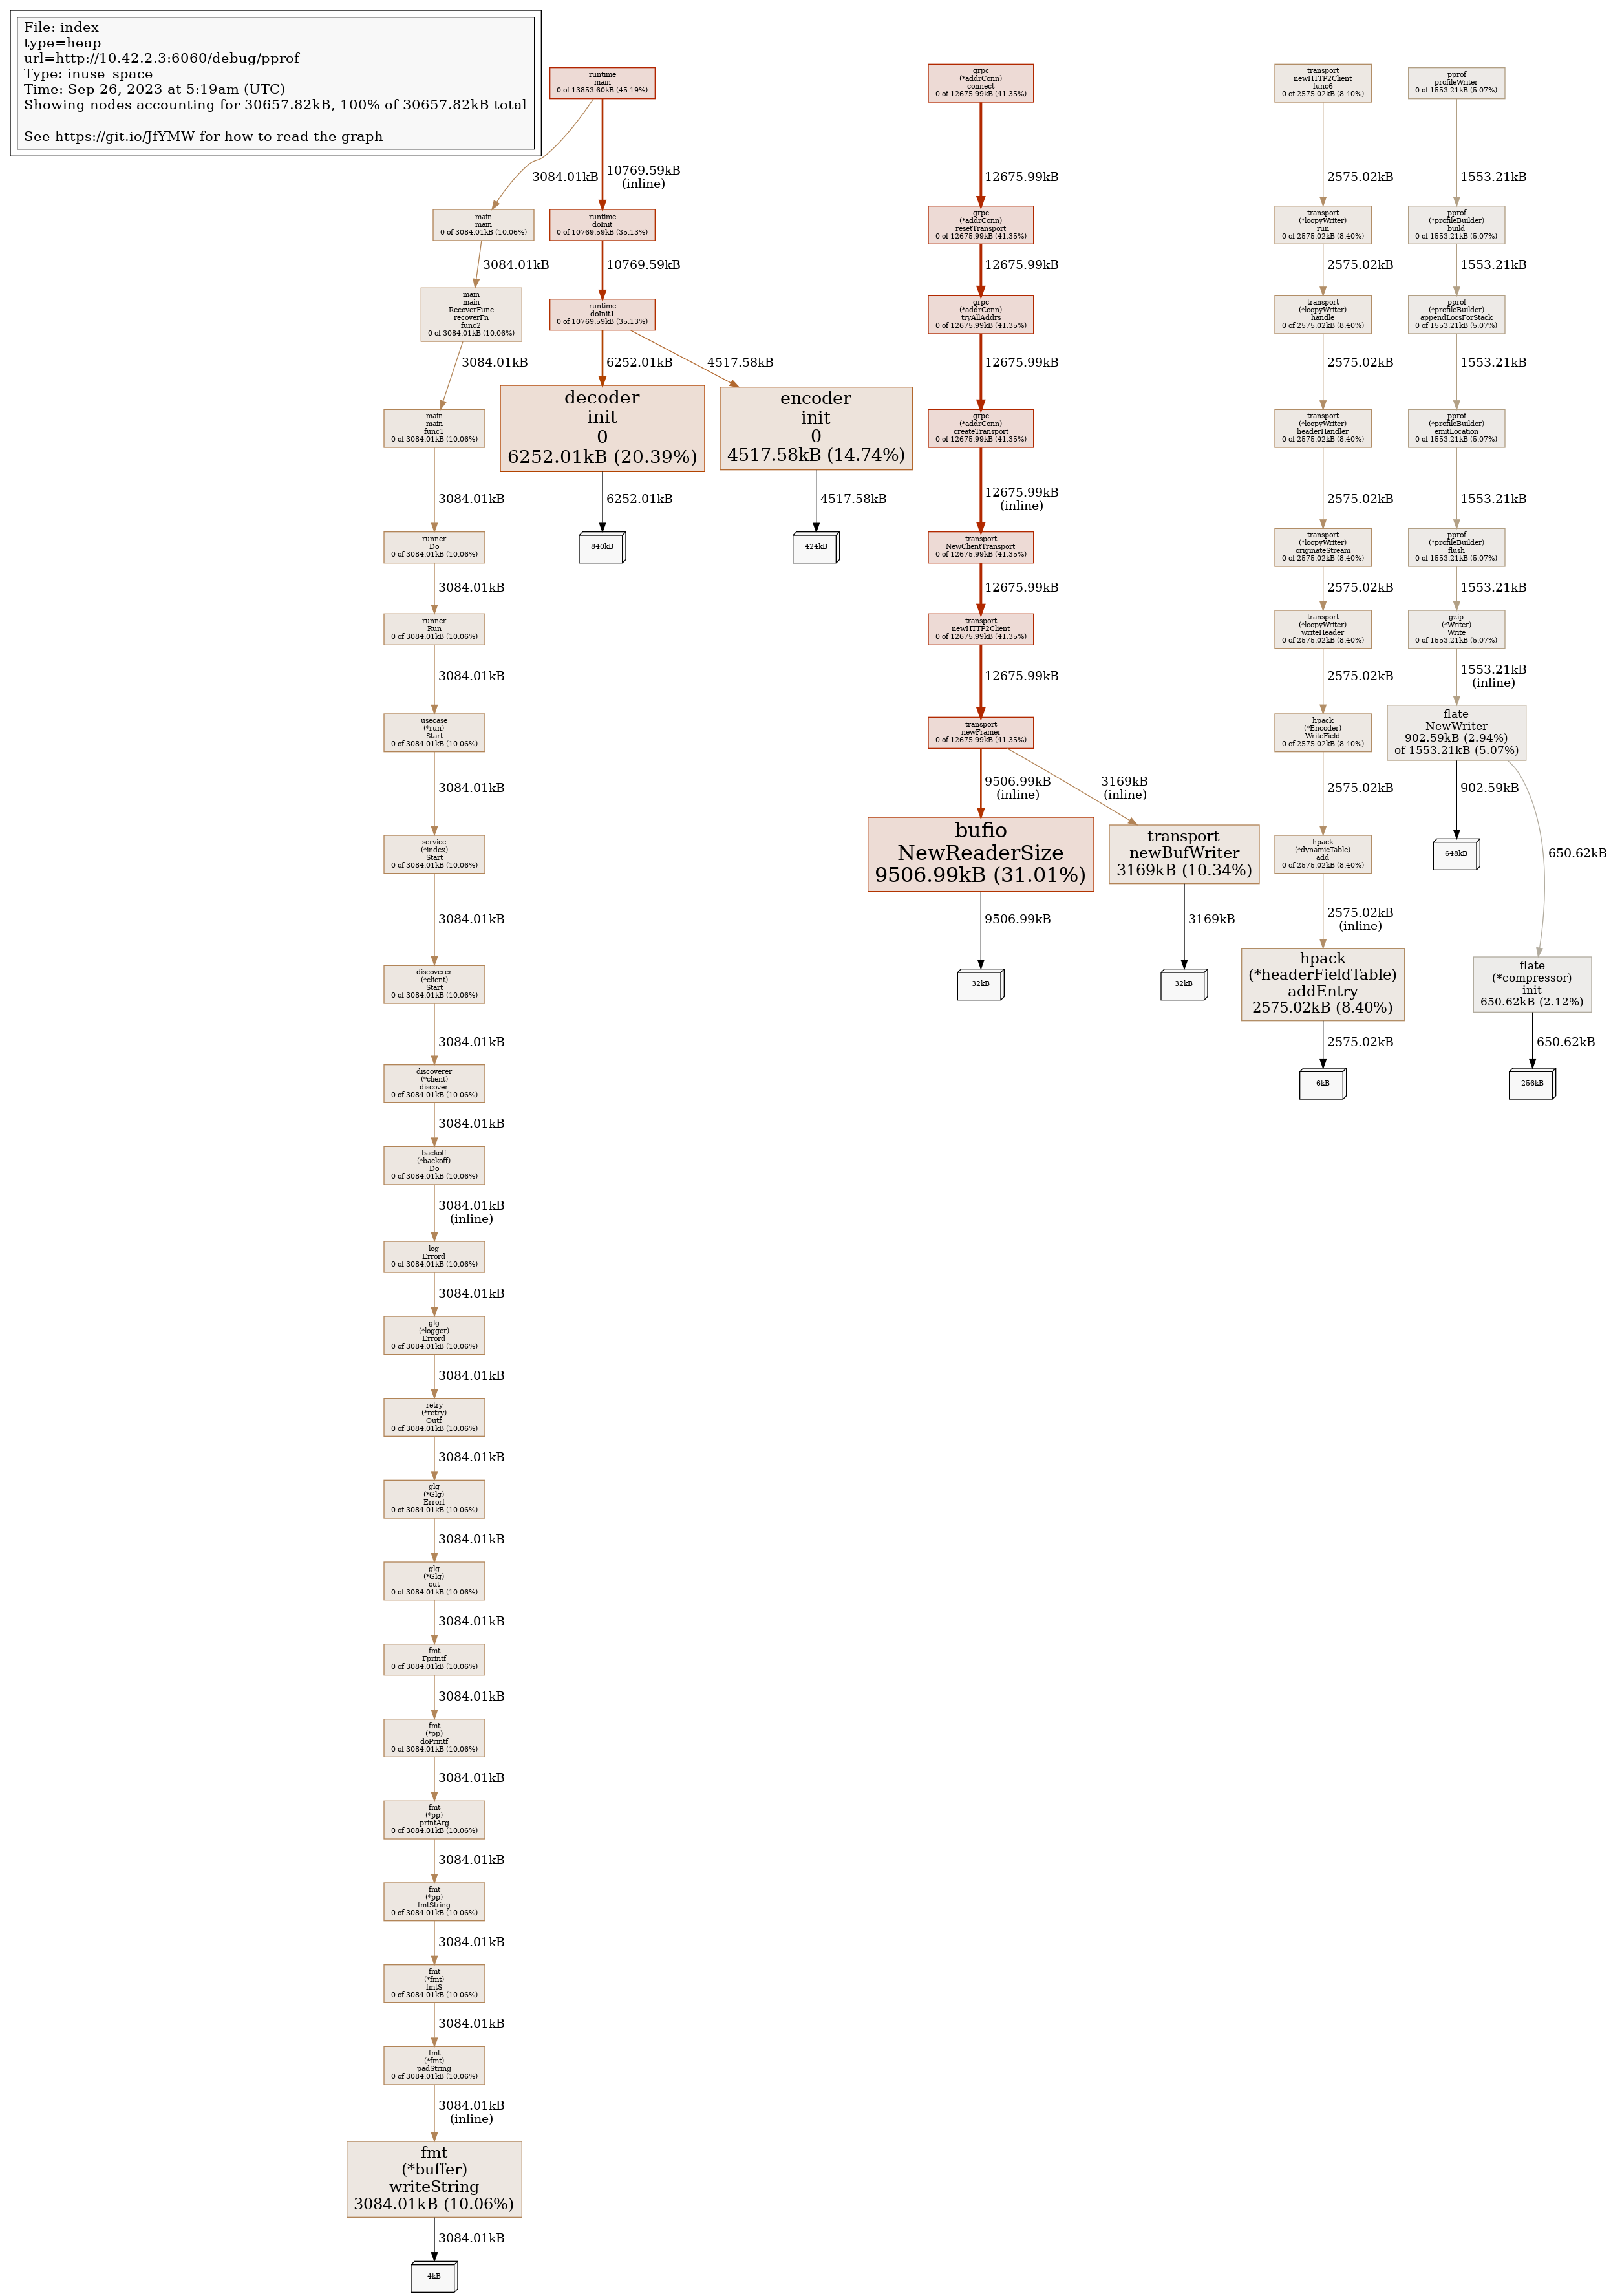 File: index
type=heap
url=http://10.42.2.3:6060/debug/pprof
Type: inuse_space
Time: Sep 26, 2023 at 5:19am (UTC)
Showing nodes accounting for 30657.82kB, 100% of 30657.82kB total
See https://git.io/JfYMW for how to read the graph
runtime
main
0 of 13853.60kB (45.19%)
3084.01kB
10769.59kB
(inline)
main
main
0 of 3084.01kB (10.06%)
3084.01kB
main
main
RecoverFunc
recoverFn
func2
0 of 3084.01kB (10.06%)
3084.01kB
main
main
func1
0 of 3084.01kB (10.06%)
3084.01kB
runner
Do
0 of 3084.01kB (10.06%)
3084.01kB
runner
Run
0 of 3084.01kB (10.06%)
3084.01kB
usecase
(*run)
Start
0 of 3084.01kB (10.06%)
3084.01kB
service
(*index)
Start
0 of 3084.01kB (10.06%)
3084.01kB
discoverer
(*client)
Start
0 of 3084.01kB (10.06%)
3084.01kB
discoverer
(*client)
discover
0 of 3084.01kB (10.06%)
3084.01kB
backoff
(*backoff)
Do
0 of 3084.01kB (10.06%)
3084.01kB
(inline)
log
Errord
0 of 3084.01kB (10.06%)
3084.01kB
glg
(*logger)
Errord
0 of 3084.01kB (10.06%)
3084.01kB
retry
(*retry)
Outf
0 of 3084.01kB (10.06%)
3084.01kB
glg
(*Glg)
Errorf
0 of 3084.01kB (10.06%)
3084.01kB
glg
(*Glg)
out
0 of 3084.01kB (10.06%)
3084.01kB
fmt
Fprintf
0 of 3084.01kB (10.06%)
3084.01kB
fmt
(*pp)
doPrintf
0 of 3084.01kB (10.06%)
3084.01kB
fmt
(*pp)
printArg
0 of 3084.01kB (10.06%)
3084.01kB
fmt
(*pp)
fmtString
0 of 3084.01kB (10.06%)
3084.01kB
fmt
(*fmt)
fmtS
0 of 3084.01kB (10.06%)
3084.01kB
fmt
(*fmt)
padString
0 of 3084.01kB (10.06%)
3084.01kB
(inline)
fmt
(*buffer)
writeString
3084.01kB (10.06%)
3084.01kB
4kB
runtime
doInit
0 of 10769.59kB (35.13%)
10769.59kB
runtime
doInit1
0 of 10769.59kB (35.13%)
6252.01kB
4517.58kB
decoder
init
0
6252.01kB (20.39%)
6252.01kB
840kB
encoder
init
0
4517.58kB (14.74%)
4517.58kB
424kB
grpc
(*addrConn)
connect
0 of 12675.99kB (41.35%)
12675.99kB
grpc
(*addrConn)
resetTransport
0 of 12675.99kB (41.35%)
12675.99kB
grpc
(*addrConn)
tryAllAddrs
0 of 12675.99kB (41.35%)
12675.99kB
grpc
(*addrConn)
createTransport
0 of 12675.99kB (41.35%)
12675.99kB
(inline)
transport
NewClientTransport
0 of 12675.99kB (41.35%)
12675.99kB
transport
newHTTP2Client
0 of 12675.99kB (41.35%)
12675.99kB
transport
newFramer
0 of 12675.99kB (41.35%)
9506.99kB
(inline)
3169kB
(inline)
bufio
NewReaderSize
9506.99kB (31.01%)
9506.99kB
32kB
transport
newBufWriter
3169kB (10.34%)
3169kB
32kB
transport
newHTTP2Client
func6
0 of 2575.02kB (8.40%)
2575.02kB
transport
(*loopyWriter)
run
0 of 2575.02kB (8.40%)
2575.02kB
transport
(*loopyWriter)
handle
0 of 2575.02kB (8.40%)
2575.02kB
transport
(*loopyWriter)
headerHandler
0 of 2575.02kB (8.40%)
2575.02kB
transport
(*loopyWriter)
originateStream
0 of 2575.02kB (8.40%)
2575.02kB
transport
(*loopyWriter)
writeHeader
0 of 2575.02kB (8.40%)
2575.02kB
hpack
(*Encoder)
WriteField
0 of 2575.02kB (8.40%)
2575.02kB
hpack
(*dynamicTable)
add
0 of 2575.02kB (8.40%)
2575.02kB
(inline)
hpack
(*headerFieldTable)
addEntry
2575.02kB (8.40%)
2575.02kB
6kB
pprof
profileWriter
0 of 1553.21kB (5.07%)
1553.21kB
pprof
(*profileBuilder)
build
0 of 1553.21kB (5.07%)
1553.21kB
pprof
(*profileBuilder)
appendLocsForStack
0 of 1553.21kB (5.07%)
1553.21kB
pprof
(*profileBuilder)
emitLocation
0 of 1553.21kB (5.07%)
1553.21kB
pprof
(*profileBuilder)
flush
0 of 1553.21kB (5.07%)
1553.21kB
gzip
(*Writer)
Write
0 of 1553.21kB (5.07%)
1553.21kB
(inline)
flate
NewWriter
902.59kB (2.94%)
of 1553.21kB (5.07%)
902.59kB
648kB
650.62kB
flate
(*compressor)
init
650.62kB (2.12%)
650.62kB
256kB